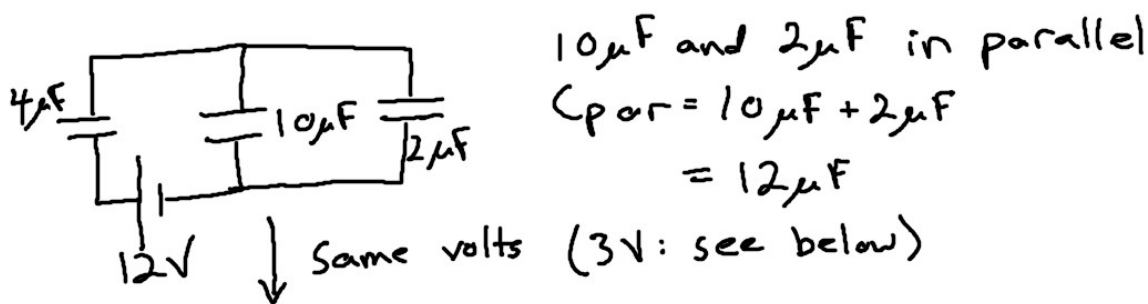 10μF and 2μF in parallel
4μF
10μF
2μF
Cpar = 10μF + 2μF
= 12μF
12V
Same volts (3V: see below)